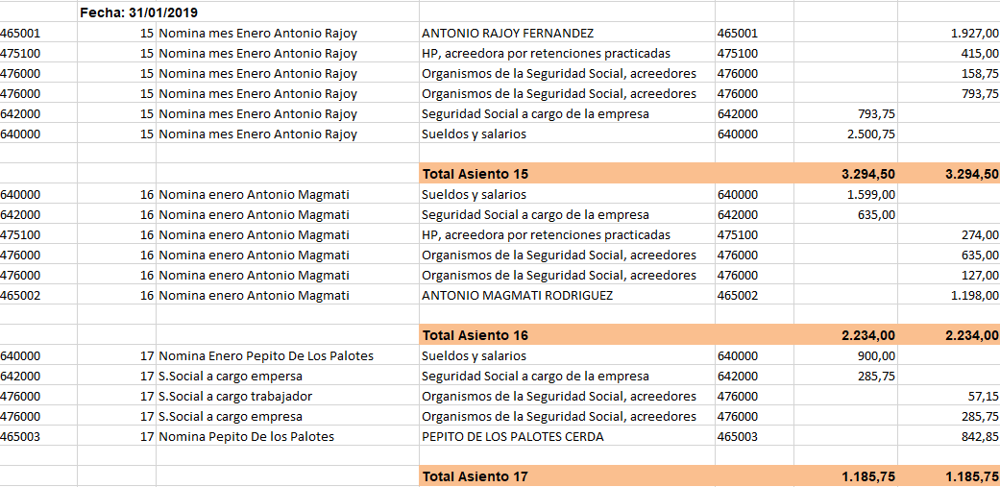 Fecha: 31/01/2019
465001 15 Nomina mes Enero Antonio Rajoy ANTONIO RAJOY FERNANDEZ 465001 1.927,00
475100 15 Nomina mes Enero Antonio Rajoy HP, acreedora por retenciones practicadas 475100 415,00
476000 15 Nomina mes Enero Antonio Rajoy Organismos de la Seguridad Social, acreedores 476000 158,75
476000 15 Nomina mes Enero Antonio Rajoy Organismos de la Seguridad Social, acreedores 476000 793,75
642000 15 Nomina mes Enero Antonio Rajoy Seguridad Social a cargo de la empresa 642000 793,75
640000 15 Nomina mes Enero Antonio Rajoy Sueldos y salarios 640000 2.500,75
Total Asiento 15 3.294,50 3.294,50
640000 16 Nomina enero Antonio Magmati Sueldos y salarios 640000 1.599,00
642000 16 Nomina enero Antonio Magmati Seguridad Social a cargo de la empresa 642000 635,00
475100 16 Nomina enero Antonio Magmati HP, acreedora por retenciones practicadas 475100 274,00
476000 16 Nomina enero Antonio Magmati Organismos de la Seguridad Social, acreedores 476000 635,00
476000 16 Nomina enero Antonio Magmati Organismos de la Seguridad Social, acreedores 476000 127,00
465002 16 Nomina enero Antonio Magmati ANTONIO MAGMATI RODRIGUEZ 465002 1.198,00
Total Asiento 16 2.234,00 2.234,00
640000 17 Nomina Enero Pepito De Los Palotes Sueldos y salarios 640000 900,00
642000 17 S.Social a cargo empersa Seguridad Social a cargo de la empresa 642000 285,75
476000 17 S.Social a cargo trabajador Organismos de la Seguridad Social, acreedores 476000 57,15
476000 17 S.Social a cargo empresa Organismos de la Seguridad Social, acreedores 476000 285,75
465003 17 Nomina Pepito De los Palotes PEPITO DE LOS PALOTES CERDA 465003 842,85
Total Asiento 17 1.185,75 1.185,75